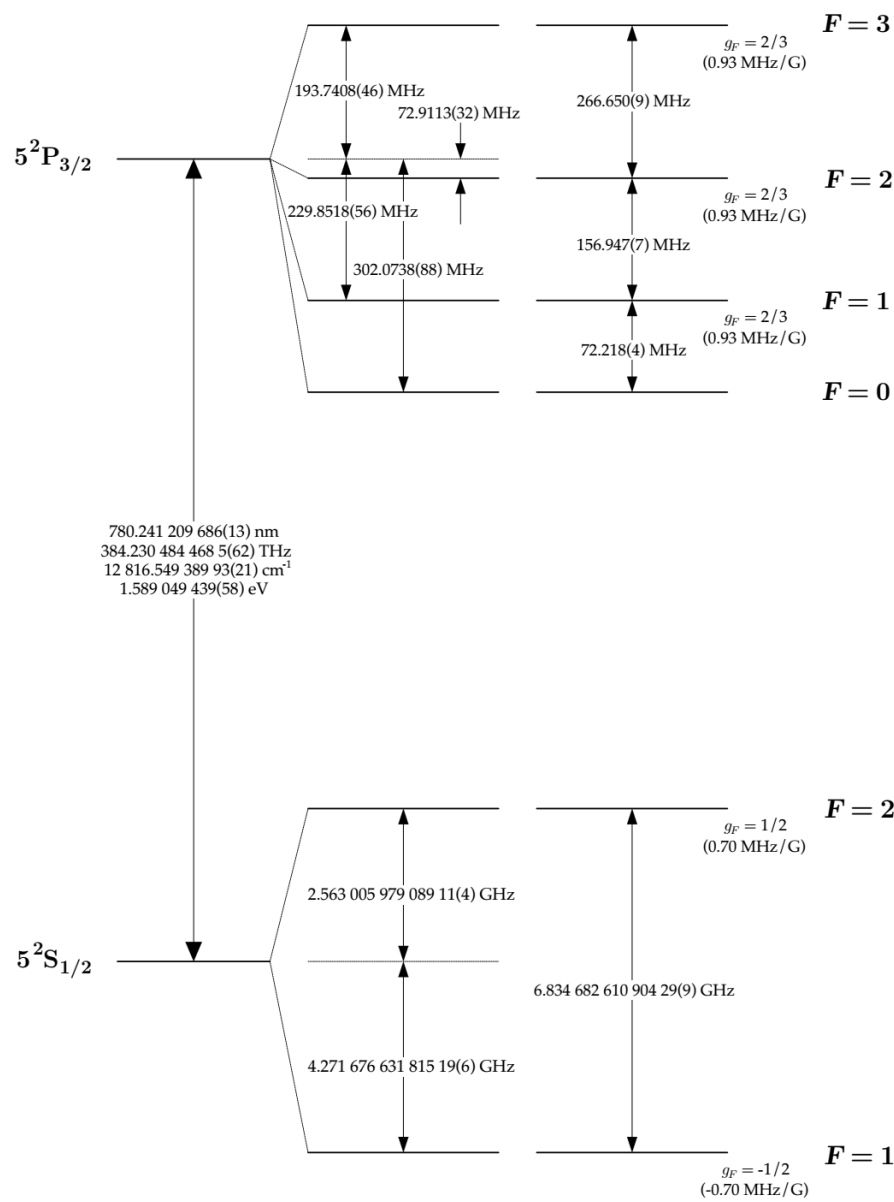 F = 3
g_F = 2/3
(0.93 MHz/G)
193.7408(46) MHz
72.9113(32) MHz
266.650(9) MHz
5²P₃/₂
F = 2
g_F = 2/3
(0.93 MHz/G)
229.8518(56) MHz
156.947(7) MHz
302.0738(88) MHz
F = 1
g_F = 2/3
(0.93 MHz/G)
72.218(4) MHz
F = 0
780.241 209 686(13) nm
384.230 484 468 5(62) THz
12 816.549 389 93(21) cm⁻¹
1.589 049 439(58) eV
F = 2
g_F = 1/2
(0.70 MHz/G)
2.563 005 979 089 11(4) GHz
5²S₁/₂
6.834 682 610 904 29(9) GHz
4.271 676 631 815 19(6) GHz
F = 1
g_F = -1/2
(-0.70 MHz/G)